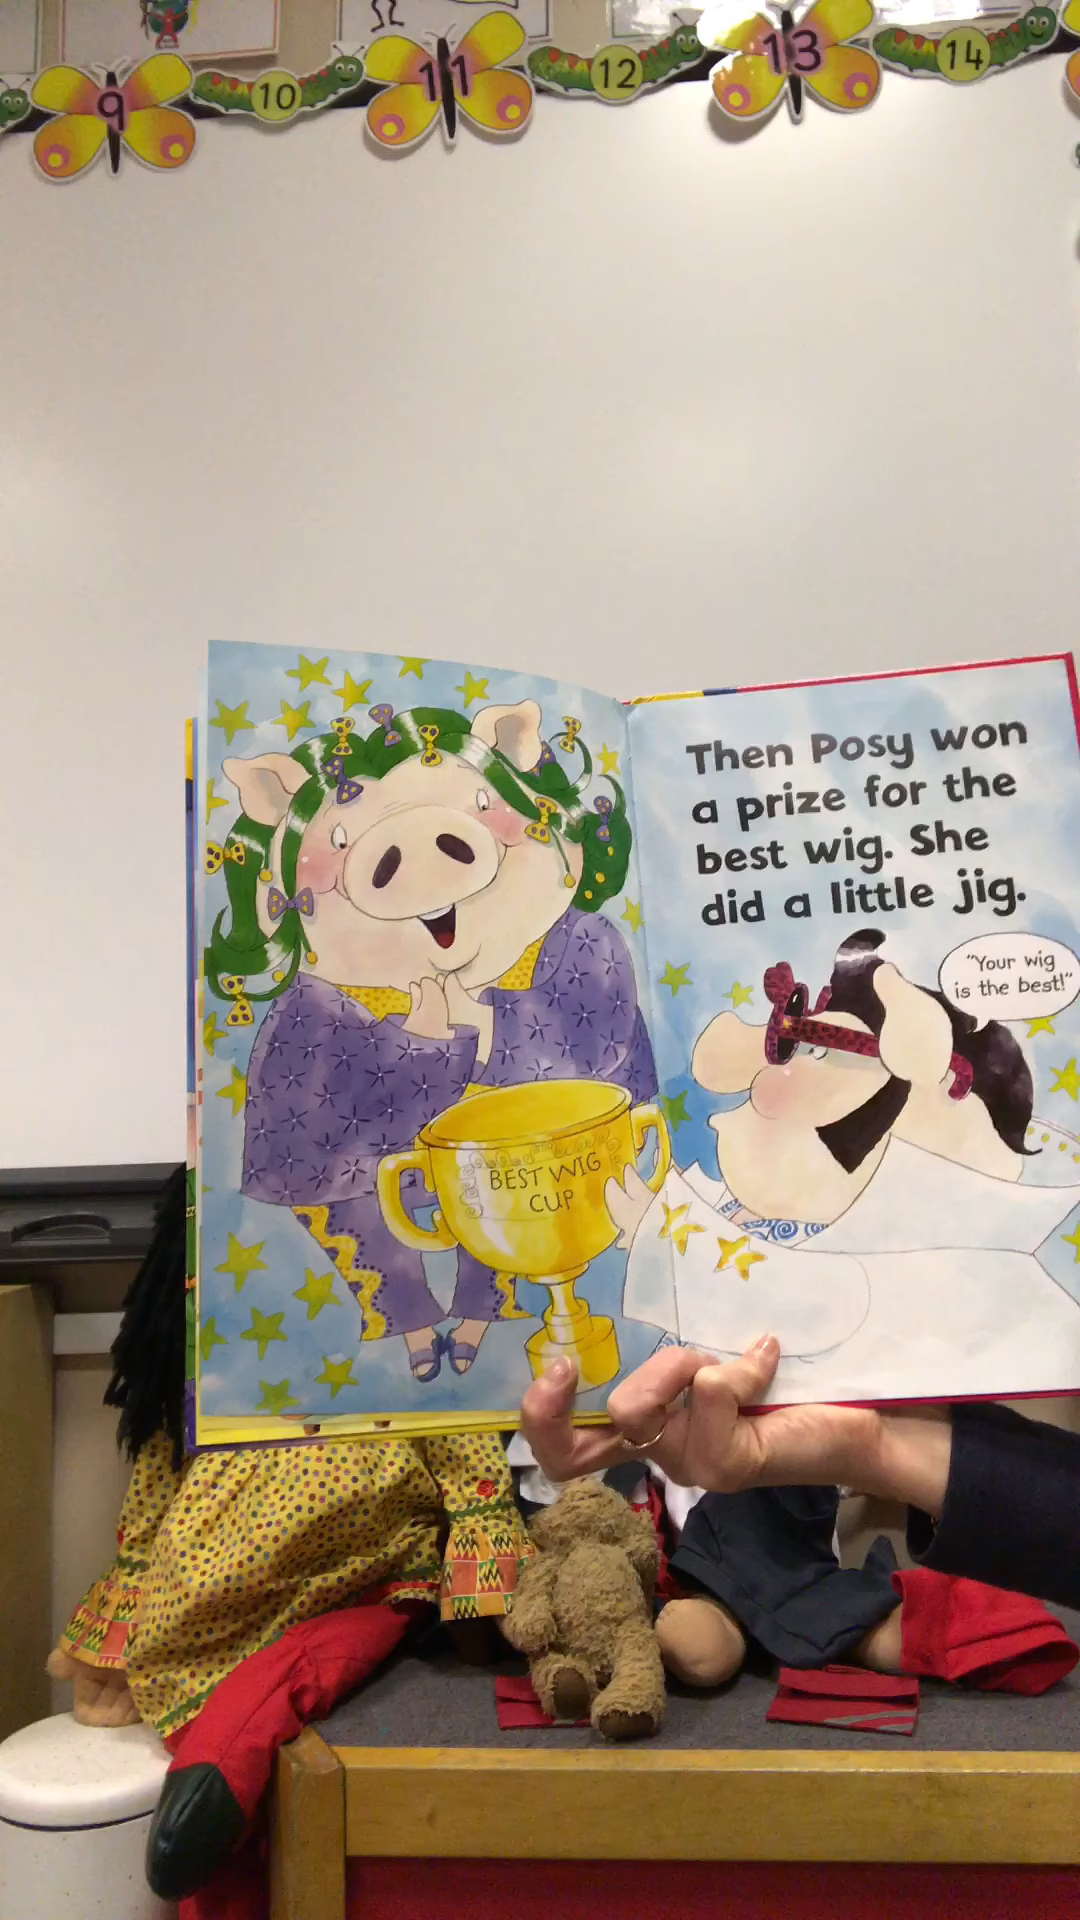 9
10
11
12
13
14
Then Posy won
a prize for the
best wig. She
did a little jig.
"Your wig
is the best!"
BEST WIG
CUP